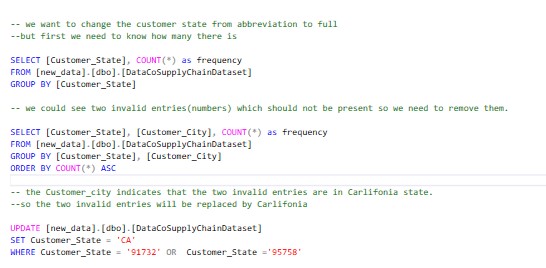 -- we want to change the customer state from abbreviation to full
--but first we need to know how many there is
SELECT [Customer_State], COUNT(*) as frequency
FROM [new_data].[dbo].[DataCoSupplyChainDataset]
GROUP BY [Customer_State]
-- we could see two invalid entries(numbers) which should not be present so we need to remove them.
SELECT [Customer_State], [Customer_City], COUNT(*) as frequency
FROM [new_data].[dbo].[DataCoSupplyChainDataset]
GROUP BY [Customer_State], [Customer_City]
ORDER BY COUNT(*) ASC
-- the Customer_city indicates that the two invalid entries are in Carlifonia state.
--so the two invalid entries will be replaced by Carlifonia
UPDATE [new_data].[dbo].[DataCoSupplyChainDataset]
SET Customer_State = 'CA'
WHERE Customer_State = '91732' OR  Customer_State ='95758'